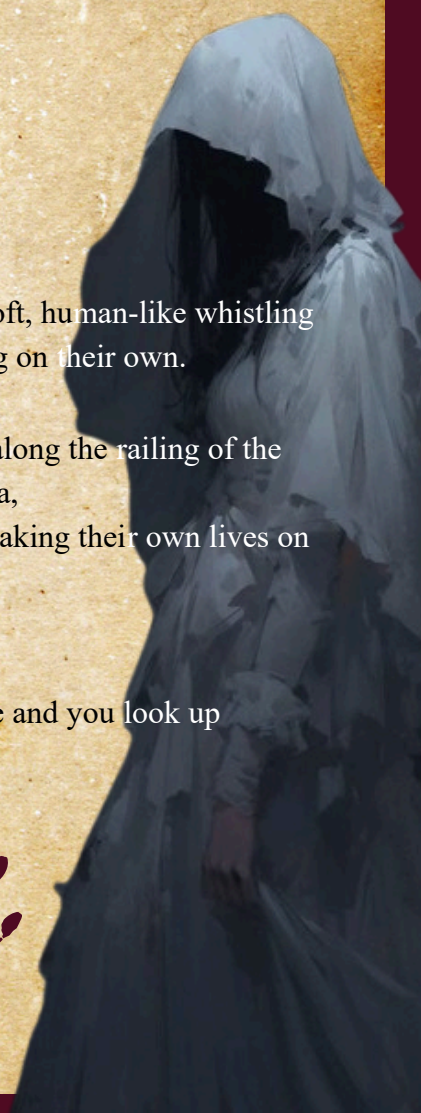 oft, human-like whistling
g on their own.
along the railing of the
a,
aking their own lives on
e and you look up